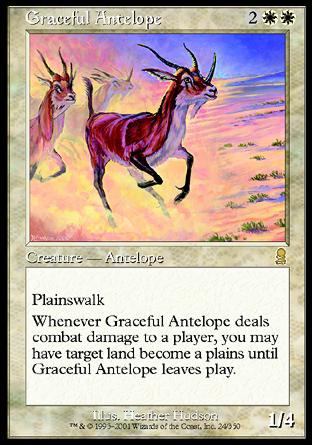 Graceful Antelope 2
Creature — Antelope
Plainswalk
Whenever Graceful Antelope deals
combat damage to a player, you may
have target land become a plains until
Graceful Antelope leaves play.
Illus. Heather Hudson
™ & © 1993-2001 Wizards of the Coast, Inc. 24/350
1/4